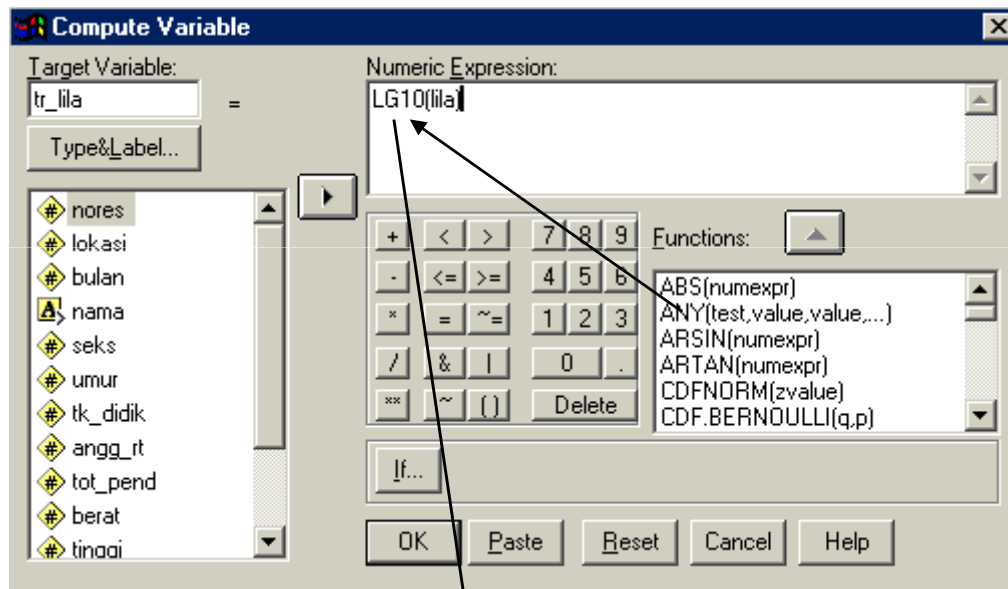 Compute Variable
Target Variable:
tr_lila
=
Type&Label...
Numeric Expression:
LG10(lila)
nores
lokasi
bulan
nama
seks
umur
tk_didik
angg_rt
tot_pend
berat
tinggi
+ < > 7 8 9
- <= >= 4 5 6
* = ~= 1 2 3
/ & | 0 .
** ~ () Delete
Functions:
ABS(numexpr)
ANY(test,value,value,...)
ARSIN(numexpr)
ARTAN(numexpr)
CDFNORM(zvalue)
CDF.BERNOULLI(q,p)
If...
OK Paste Reset Cancel Help